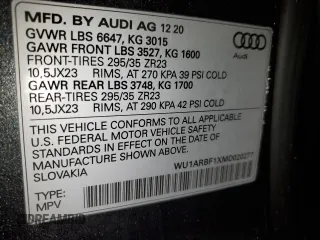 MFD. BY AUDI AG 12 20
GVWR LBS 6647, KG 3015
GAWR FRONT LBS 3527, KG 1600
FRONT-TIRES 295/35 ZR23
10,5JX23 RIMS, AT 270 KPA 39 PSI COLD
GAWR REAR LBS 3748, KG 1700
REAR-TIRES 295/35 ZR23
10,5JX23 RIMS, AT 290 KPA 42 PSI COLD
Audi
THIS VEHICLE CONFORMS TO ALL APPLICABLE
U.S. FEDERAL MOTOR VEHICLE SAFETY
STANDARDS IN EFFECT ON THE DATE OF
MANUFACTURE SHOWN ABOVE.
SLOVAKIA
WU1ARBF1XMD020277
TYPE:
MPV
DREAMBID